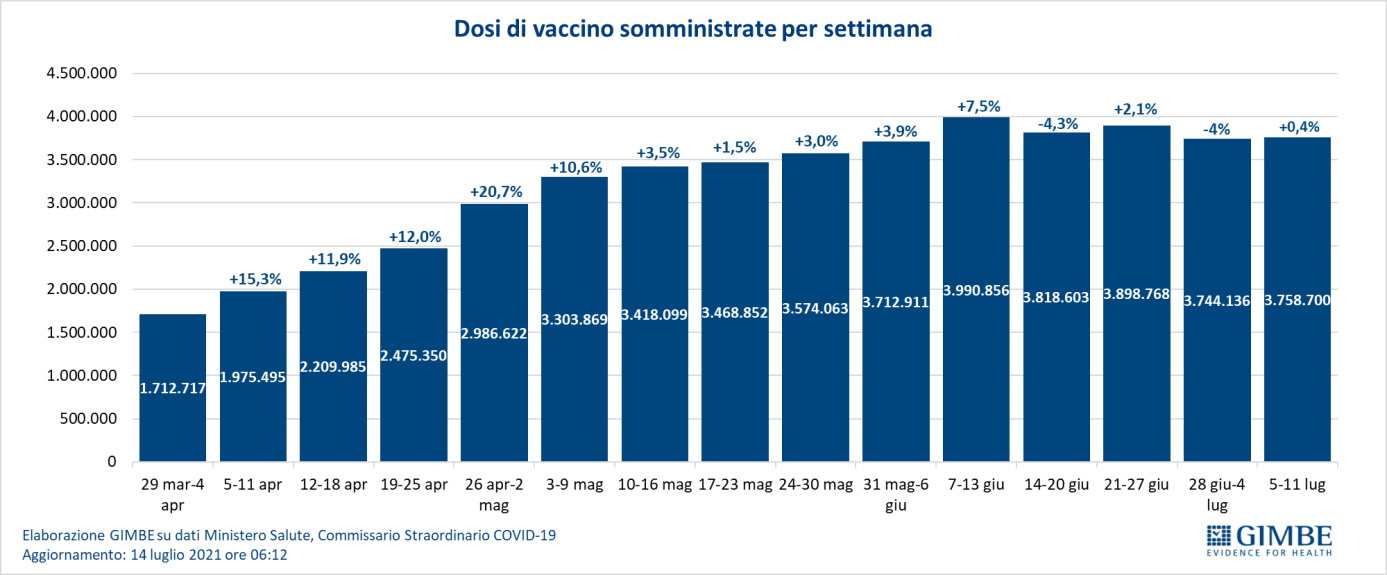 Dosi di vaccino somministrate per settimana
4.500.000
4.000.000
3.500.000
3.000.000
2.500.000
2.000.000
1.500.000
1.000.000
500.000
0
+15,3%
+11,9%
+12,0%
+20,7%
+10,6%
+3,5%
+1,5%
+3,0%
+3,9%
+7,5%
-4,3%
+2,1%
-4%
+0,4%
1.712.717
1.975.495
2.209.985
2.475.350
2.986.622
3.303.869
3.418.099
3.468.852
3.574.063
3.712.911
3.990.856
3.818.603
3.898.768
3.744.136
3.758.700
29 mar-4
apr
5-11 apr
12-18 apr
19-25 apr
26 apr-2
mag
3-9 mag
10-16 mag
17-23 mag
24-30 mag
31 mag-6
giu
7-13 giu
14-20 giu
21-27 giu
28 giu-4
lug
5-11 lug
Elaborazione GIMBE su dati Ministero Salute, Commissario Straordinario COVID-19
Aggiornamento: 14 luglio 2021 ore 06:12
GIMBE
EVIDENCE FOR HEALTH